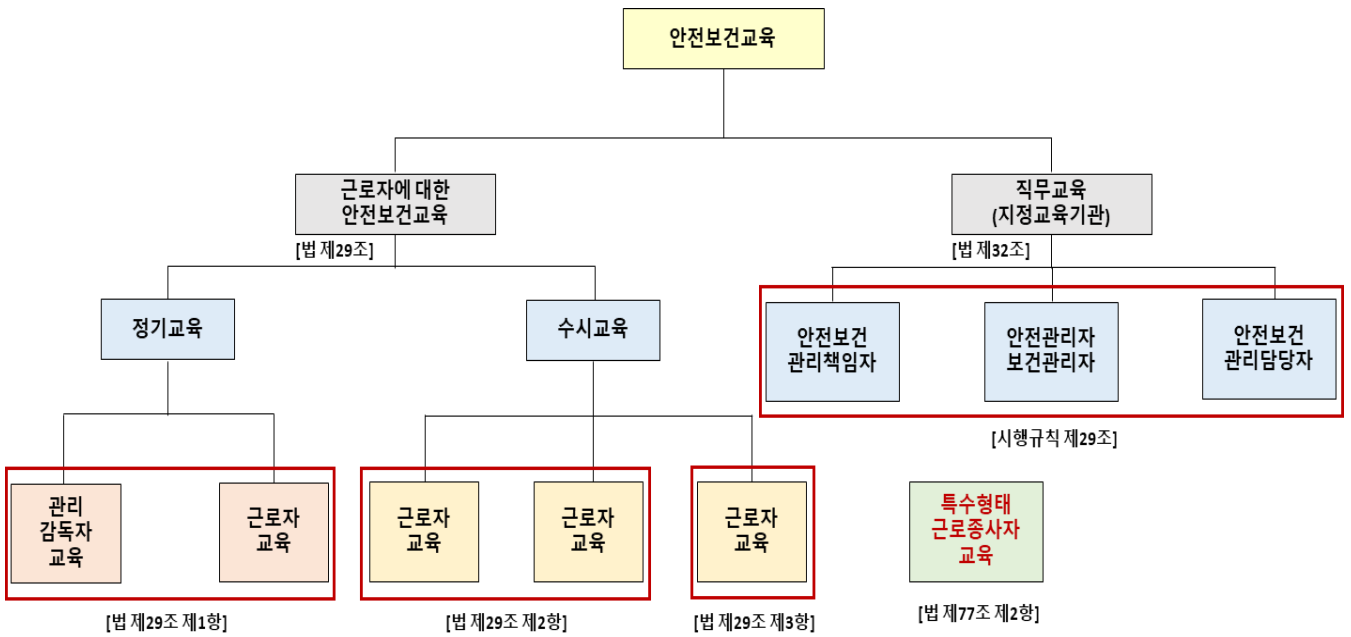 안전보건교육
근로자에 대한
안전보건교육
[법 제29조]
직무교육
(지정교육기관)
[법 제32조]
정기교육
수시교육
안전보건
관리책임자
안전관리자
보건관리자
안전보건
관리담당자
[시행규칙 제29조]
관리
감독자
교육
근로자
교육
[법 제29조 제1항]
근로자
교육
근로자
교육
[법 제29조 제2항]
근로자
교육
[법 제29조 제3항]
특수형태
근로종사자
교육
[법 제77조 제2항]